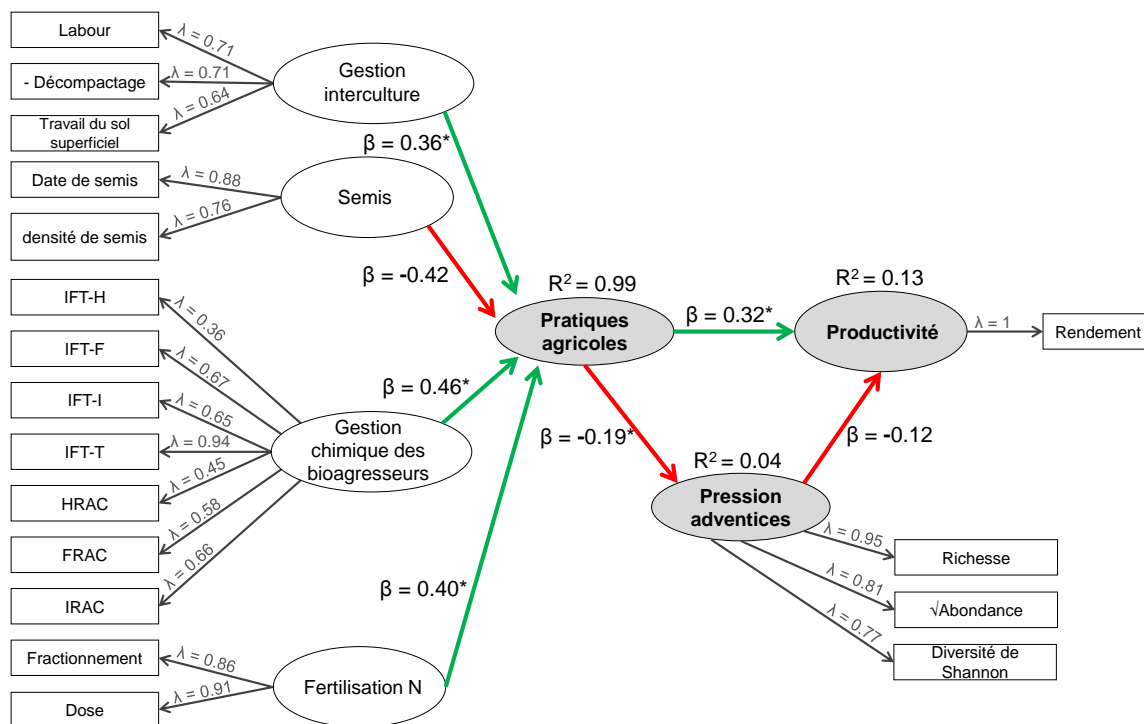 Labour
- Décompactage
Travail du sol
superficiel
Date de semis
densité de semis
IFT-H
IFT-F
IFT-I
IFT-T
HRAC
FRAC
IRAC
Fractionnement
Dose
λ = 0.71
λ = 0.71
λ = 0.64
λ = 0.88
λ = 0.76
λ = 0.36
λ = 0.67
λ = 0.65
λ = 0.94
λ = 0.45
λ = 0.58
λ = 0.66
λ = 0.86
λ = 0.91
Gestion
interculture
Semis
Gestion
chimique des
bioagresseurs
Fertilisation N
β = 0.36*
β = -0.42
β = 0.46*
β = 0.40*
R² = 0.99
Pratiques
agricoles
β = 0.32*
β = -0.19*
R² = 0.13
Productivité
λ = 1
Rendement
β = -0.12
R² = 0.04
Pression
adventices
λ = 0.95
λ = 0.81
λ = 0.77
Richesse
√Abondance
Diversité de
Shannon